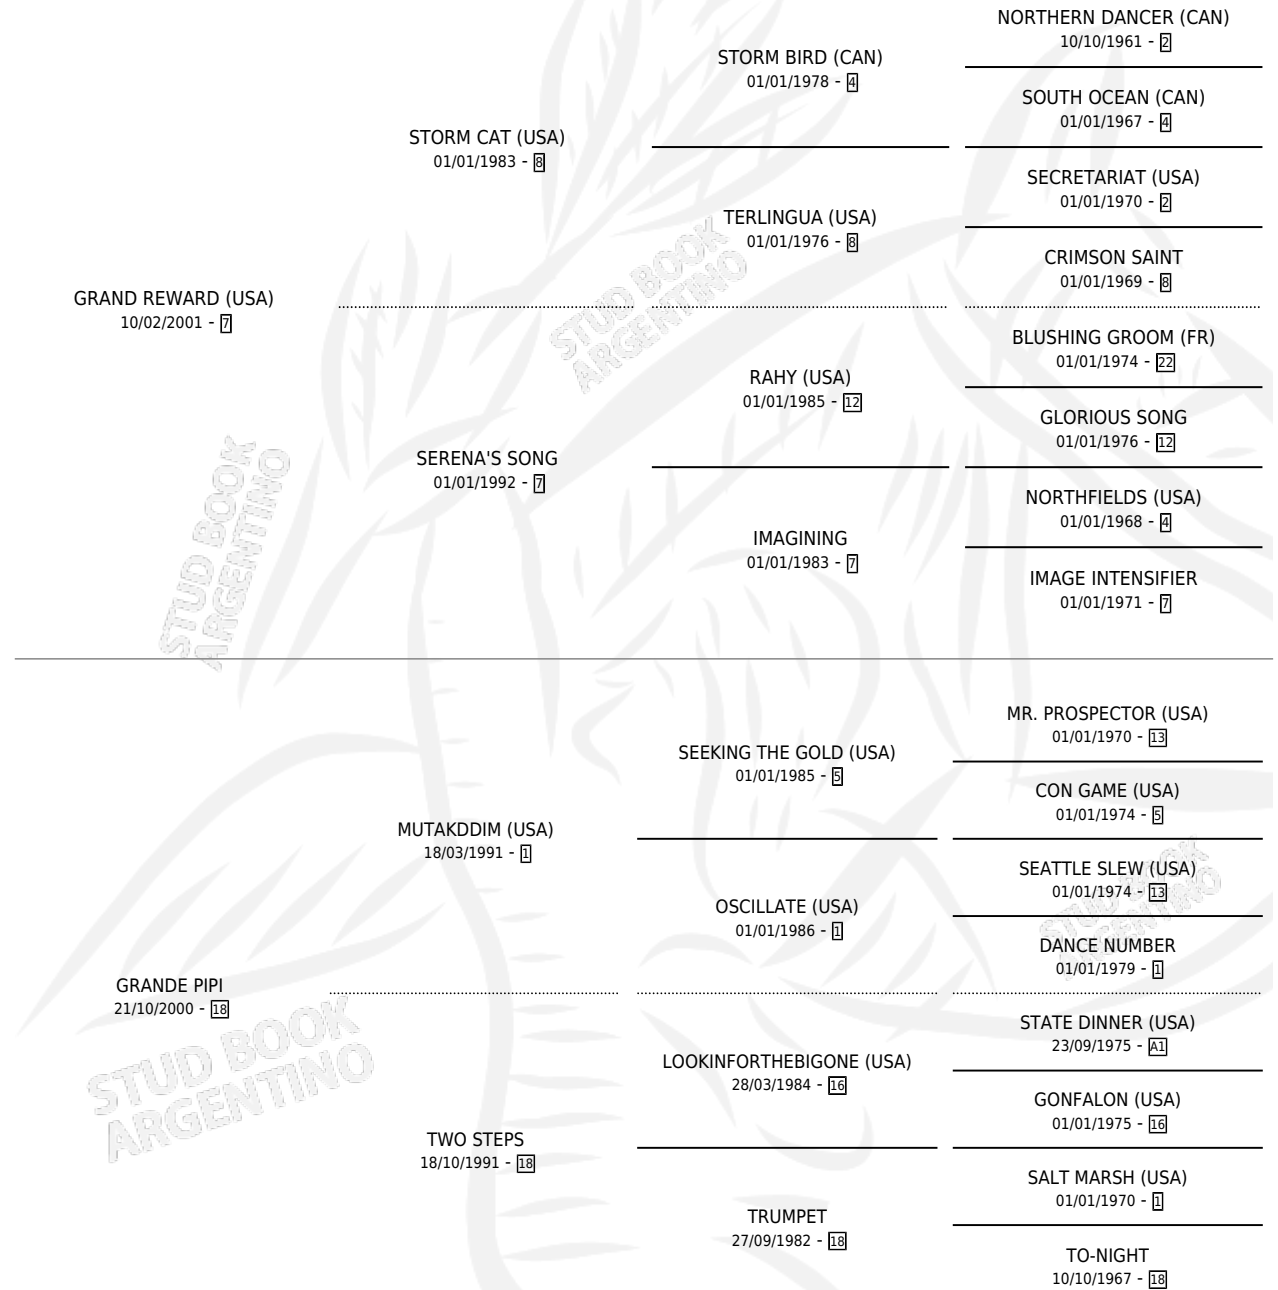 NORTHERN DANCER (CAN)
10/10/1961 - 2
STORM BIRD (CAN)
01/01/1978 - 4
SOUTH OCEAN (CAN)
01/01/1967 - 4
STORM CAT (USA)
01/01/1983 - 8
SECRETARIAT (USA)
01/01/1970 - 2
TERLINGUA (USA)
01/01/1976 - 8
CRIMSON SAINT
01/01/1969 - 8
GRAND REWARD (USA)
10/02/2001 - 7
STUD BOOK
ARGENTINO
BLUSHING GROOM (FR)
01/01/1974 - 22
RAHY (USA)
01/01/1985 - 12
GLORIOUS SONG
01/01/1976 - 12
SERENA'S SONG
01/01/1992 - 7
NORTHFIELDS (USA)
01/01/1968 - 4
IMAGINING
01/01/1983 - 7
IMAGE INTENSIFIER
01/01/1971 - 7
STUD BOOK
ARGENTINO
MR. PROSPECTOR (USA)
01/01/1970 - 13
SEEKING THE GOLD (USA)
01/01/1985 - 5
CON GAME (USA)
01/01/1974 - 5
MUTAKDDIM (USA)
18/03/1991 - 1
SEATTLE SLEW (USA)
01/01/1974 - 13
OSCILLATE (USA)
01/01/1986 - 1
STUD BOOK
ARGENTINO
DANCE NUMBER
01/01/1979 - 1
GRANDE PIPI
21/10/2000 - 18
STATE DINNER (USA)
23/09/1975 - A1
LOOKINFORTHEBIGONE (USA)
28/03/1984 - 16
GONFALON (USA)
01/01/1975 - 16
STUD BOOK
ARGENTINO
TWO STEPS
18/10/1991 - 18
SALT MARSH (USA)
01/01/1970 - 1
TRUMPET
27/09/1982 - 18
TO-NIGHT
10/10/1967 - 18